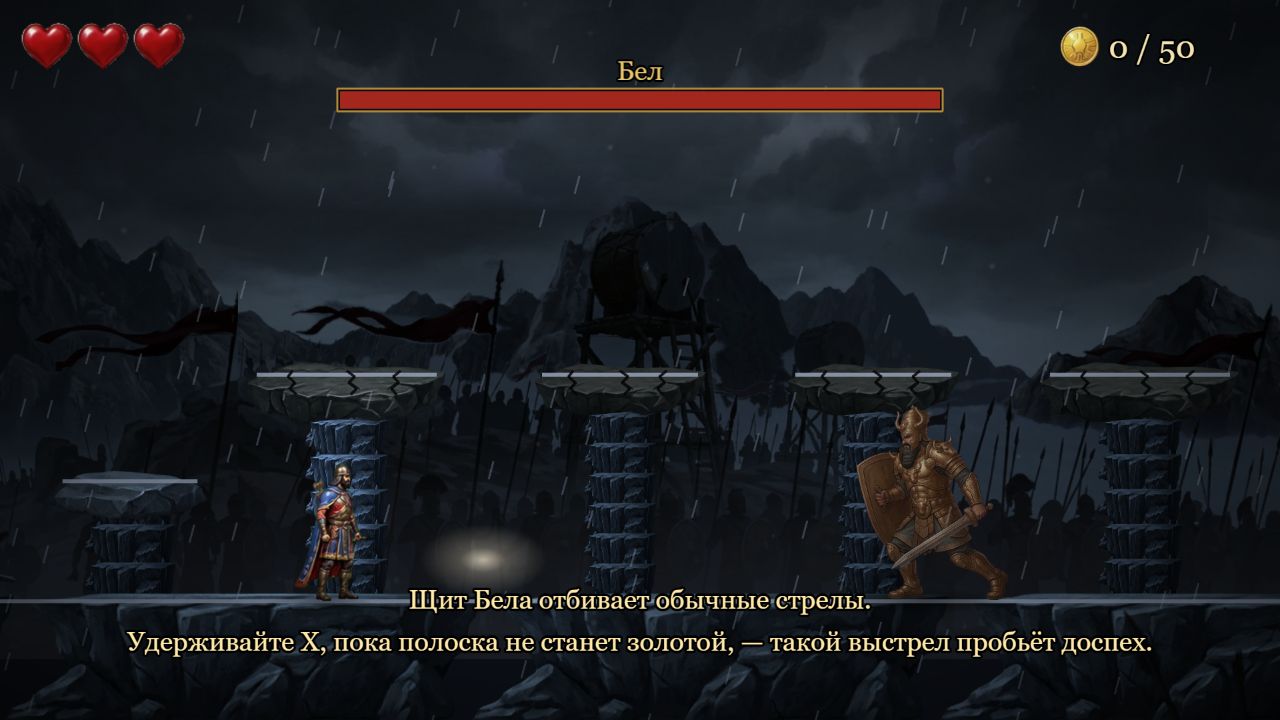 0 / 50
Бел
Щит Бела отбивает обычные стрелы.
Удерживайте X, пока полоска не станет золотой, — такой выстрел пробьёт доспех.